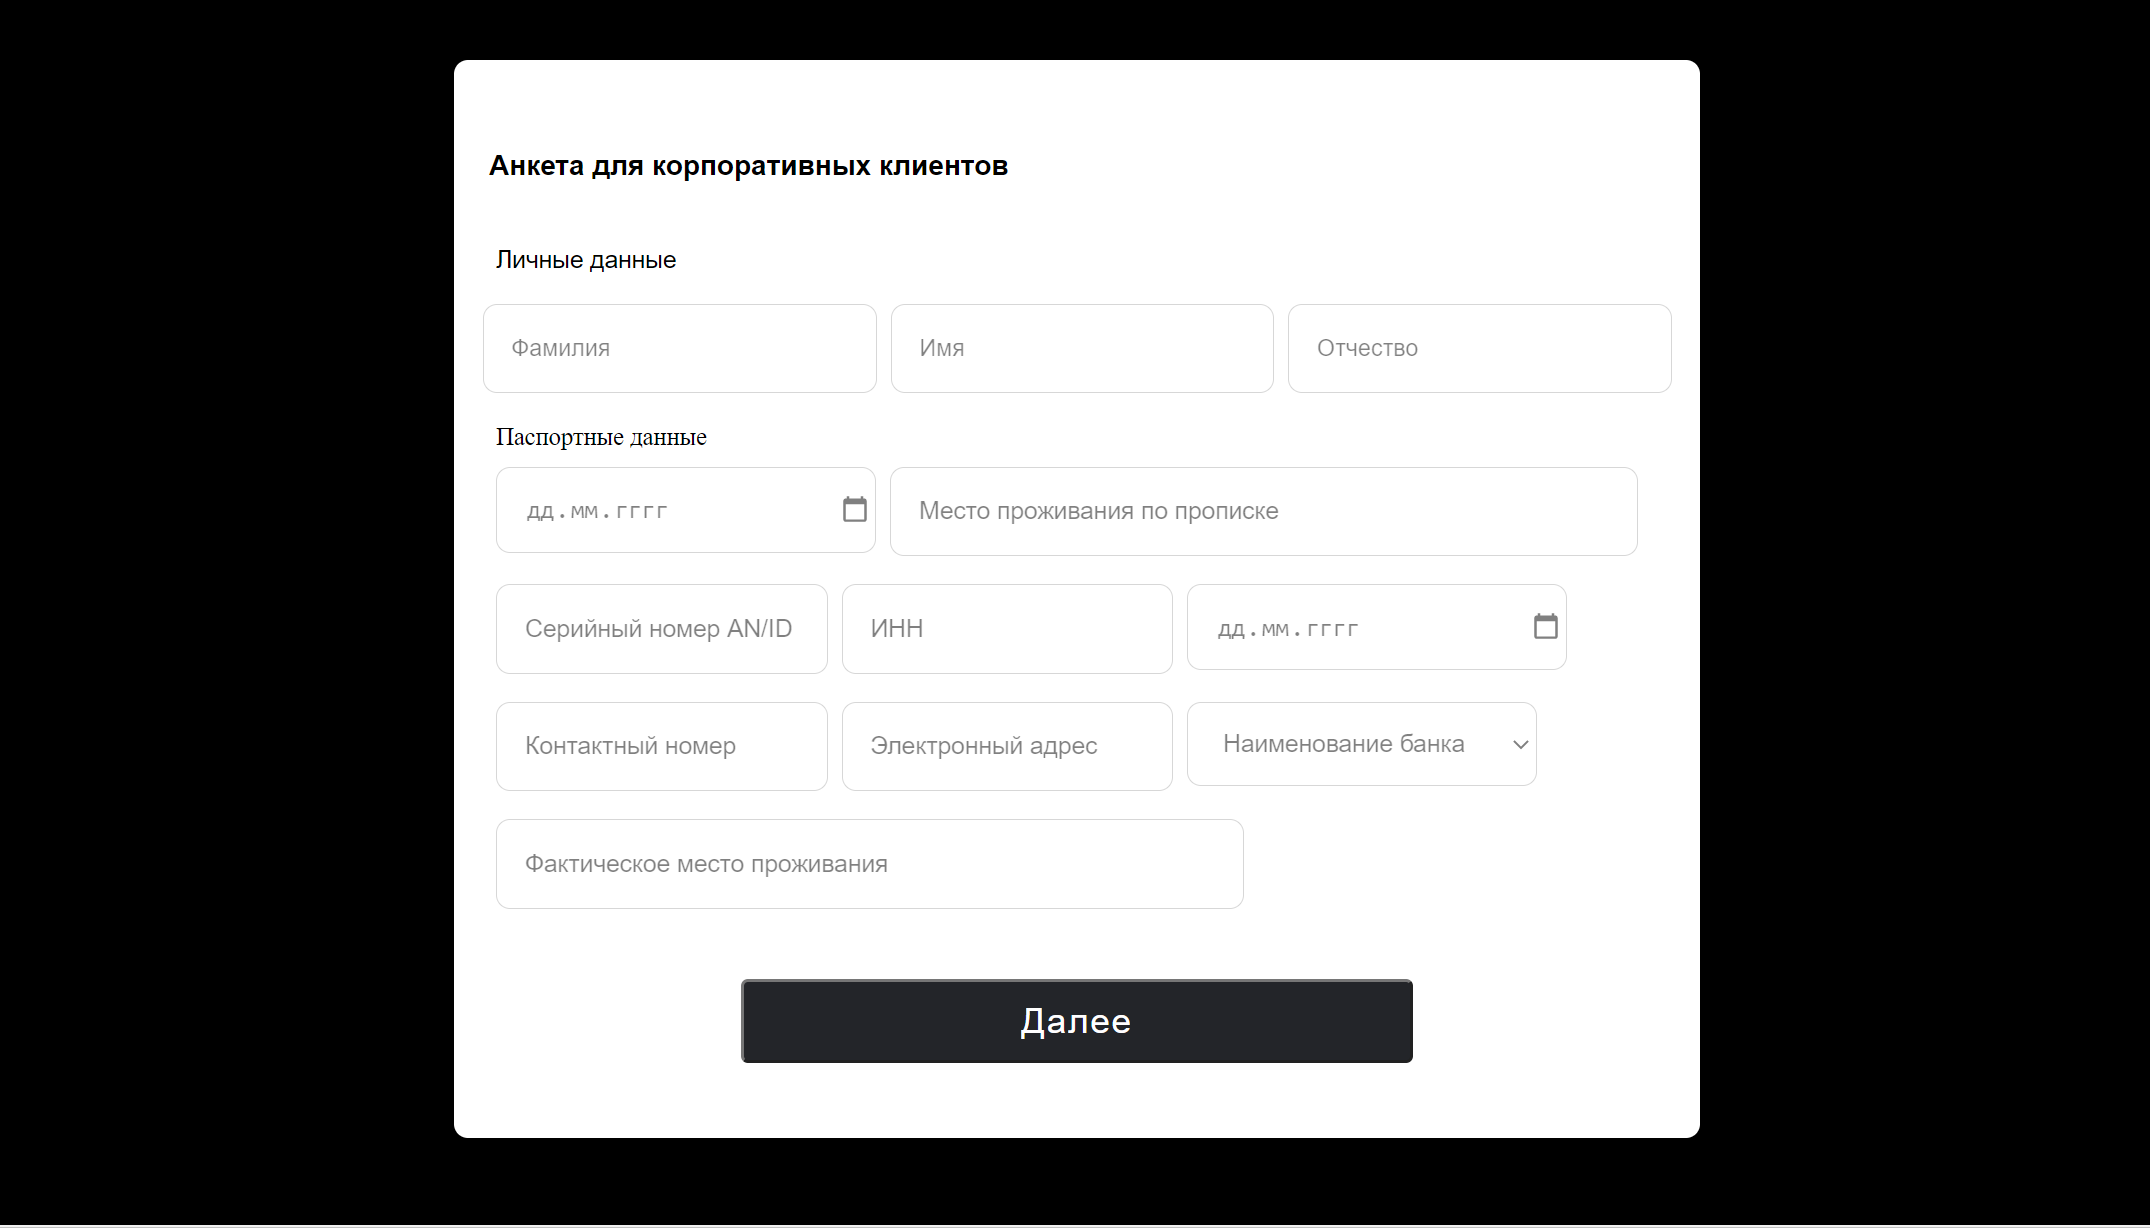 Анкета для корпоративных клиентов
Личные данные
Фамилия Имя Отчество
Паспортные данные
дд.мм.гггг Место проживания по прописке
Серийный номер AN/ID ИНН дд.мм.гггг
Контактный номер Электронный адрес Наименование банка
Фактическое место проживания
Далее